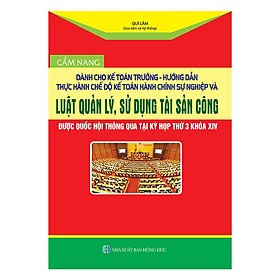 QUÍ LÂM
(Sưu tầm và hệ thống)
CẨM NANG
DÀNH CHO KẾ TOÁN TRƯỞNG - HƯỚNG DẪN
THỰC HÀNH CHẾ ĐỘ KẾ TOÁN HÀNH CHÍNH SỰ NGHIỆP VÀ
LUẬT QUẢN LÝ, SỬ DỤNG TÀI SẢN CÔNG
ĐƯỢC QUỐC HỘI THÔNG QUA TẠI KỲ HỌP THỨ 3 KHÓA XIV
NHÀ XUẤT BẢN HỒNG ĐỨC